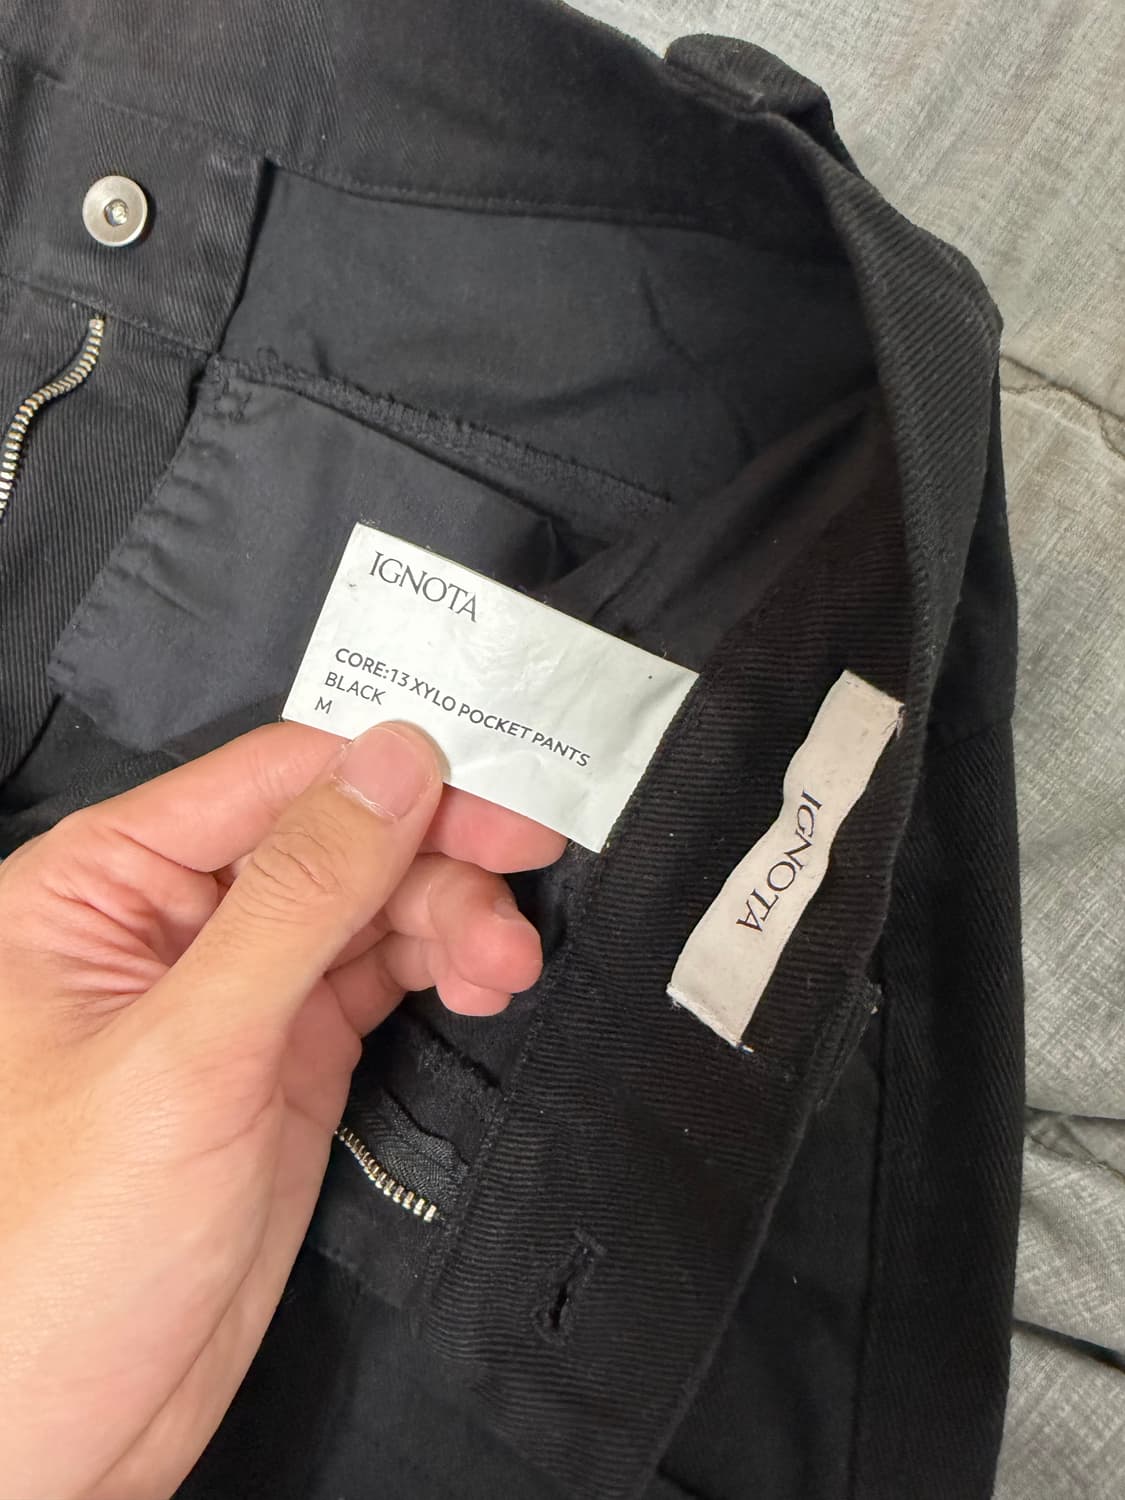 IGNOTA
CORE:13 XYLO POCKET PANTS
BLACK
M
IGNOTA